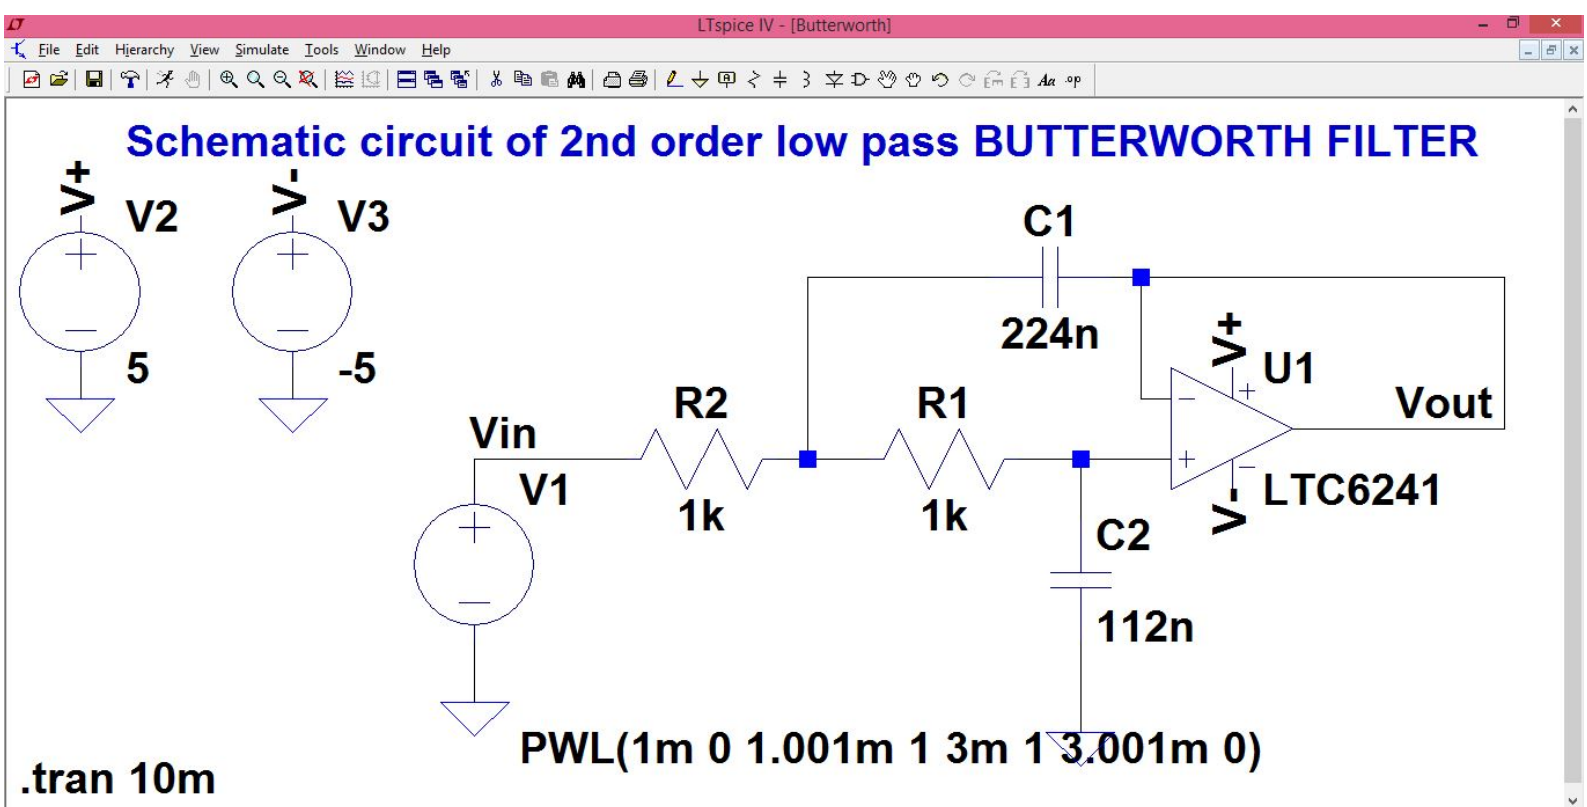 LTspice IV - [Butterworth]
File Edit Hierarchy View Simulate Tools Window Help
Schematic circuit of 2nd order low pass BUTTERWORTH FILTER
V+
V2
5
V-
V3
-5
C1
224n
V+
U1
Vout
R2
1k
R1
1k
Vin
V1
LTC6241
V-
C2
112n
PWL(1m 0 1.001m 1 3m 1 3.001m 0)
.tran 10m